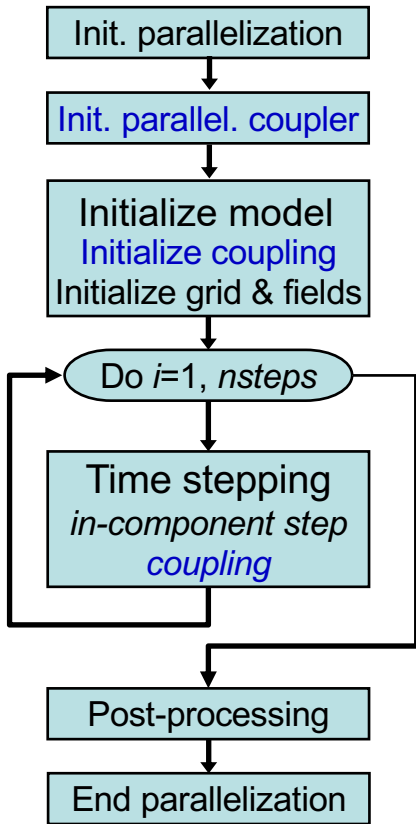 Init. parallelization
Init. parallel. coupler
Initialize model
Initialize coupling
Initialize grid & fields
Do i=1, nsteps
Time stepping
in-component step
coupling
Post-processing
End parallelization